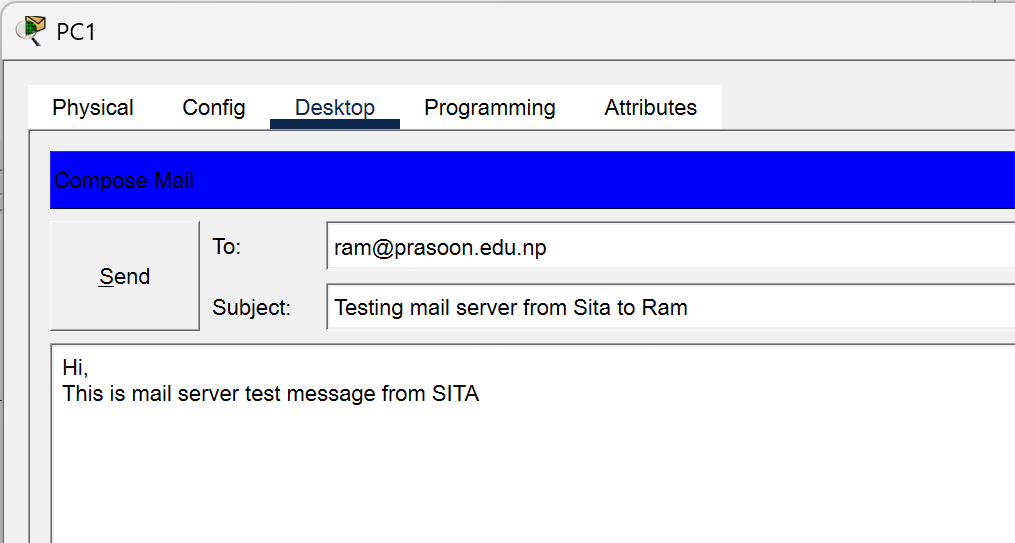 PC1
Physical Config Desktop Programming Attributes
Compose Mail
Send
To: ram@prasoon.edu.np
Subject: Testing mail server from Sita to Ram
Hi,
This is mail server test message from SITA